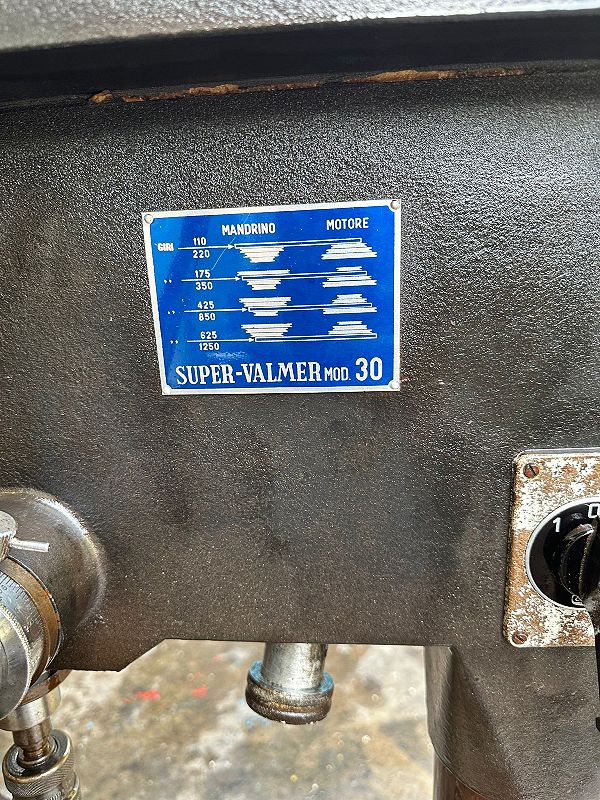 MANDRINO MOTORE
GIRI 110
220
,, 175
350
,, 425
850
,, 625
1250
SUPER-VALMER MOD. 30
1